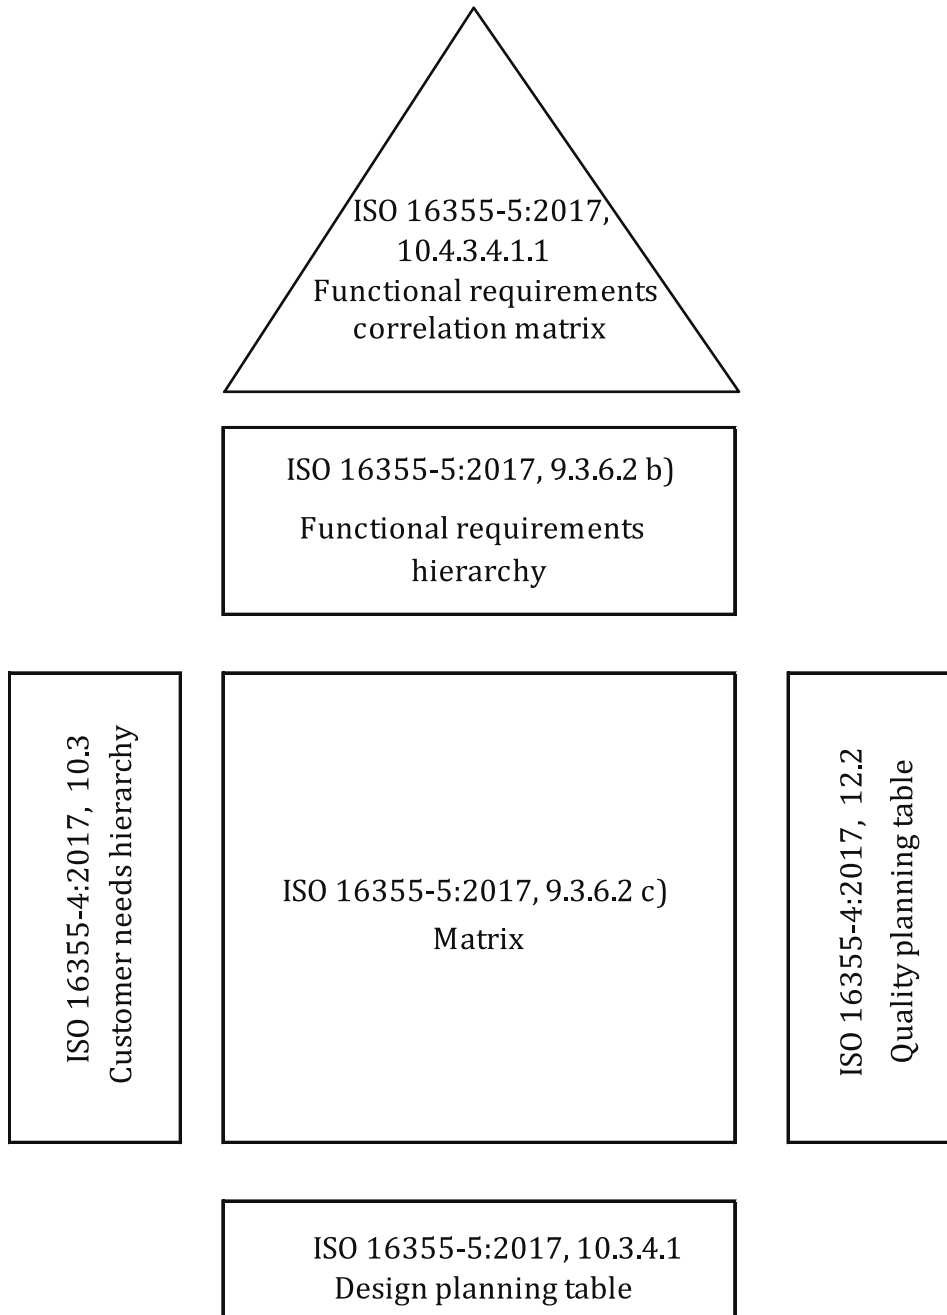 ISO 16355-5:2017,
10.4.3.4.1.1
Functional requirements
correlation matrix
ISO 16355-5:2017, 9.3.6.2 b)
Functional requirements
hierarchy
ISO 16355-4:2017, 10.3
Customer needs hierarchy
ISO 16355-5:2017, 9.3.6.2 c)
Matrix
ISO 16355-4:2017, 12.2
Quality planning table
ISO 16355-5:2017, 10.3.4.1
Design planning table